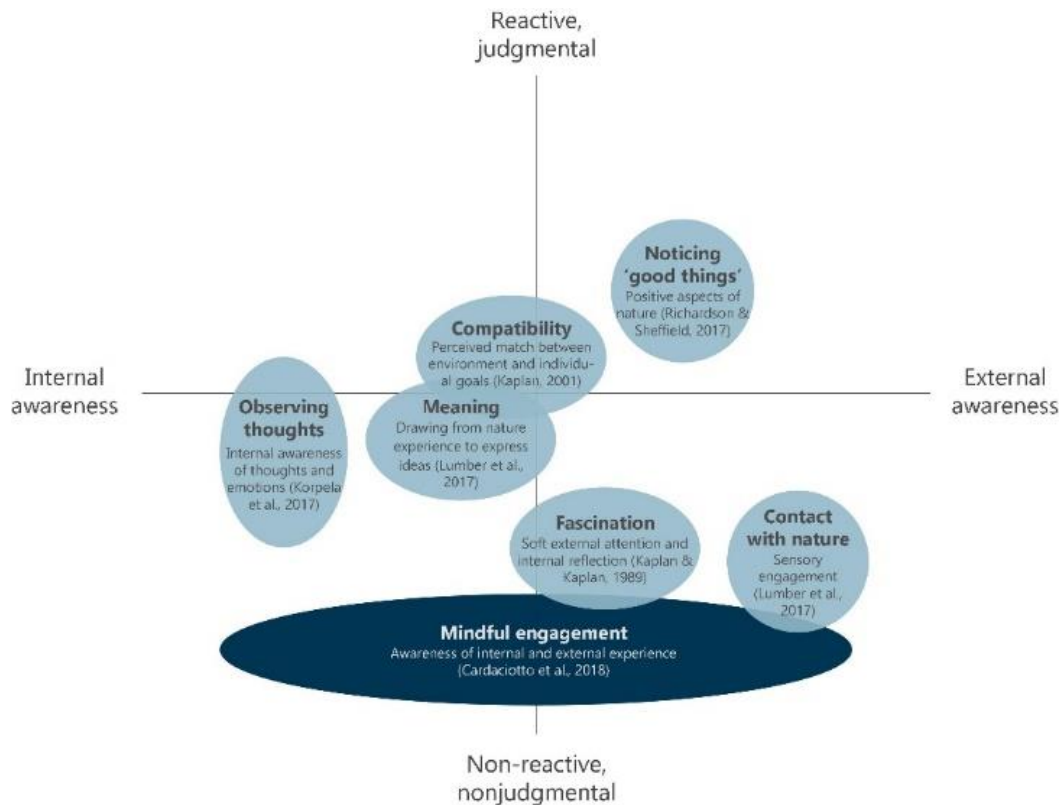 Reactive,
judgmental
Noticing
'good things'
Positive aspects of
nature (Richardson &
Sheffield, 2017)
Compatibility
Perceived match between
environment and individu-
al goals (Kaplan, 2001)
Internal
awareness
External
awareness
Observing
thoughts
Internal awareness
of thoughts and
emotions (Korpela
et al., 2017)
Meaning
Drawing from nature
experience to express
ideas (Lumber et al.,
2017)
Fascination
Soft external attention and
internal reflection (Kaplan &
Kaplan, 1989)
Contact
with nature
Sensory
engagement
(Lumber et al.,
2017)
Mindful engagement
Awareness of internal and external experience
(Cardaciotto et al., 2018)
Non-reactive,
nonjudgmental